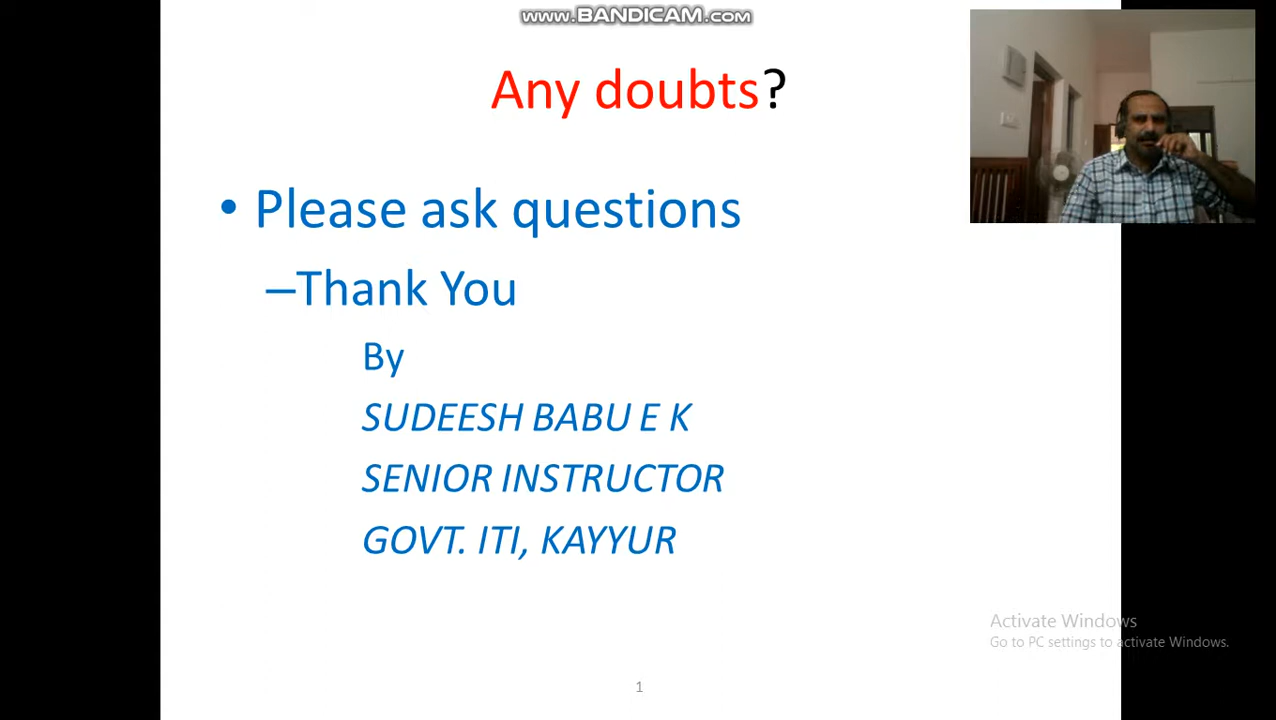 www.BANDICAM.com
Any doubts?
• Please ask questions
–Thank You
By
SUDEESH BABU E K
SENIOR INSTRUCTOR
GOVT. ITI, KAYYUR
Activate Windows
Go to PC settings to activate Windows.
1